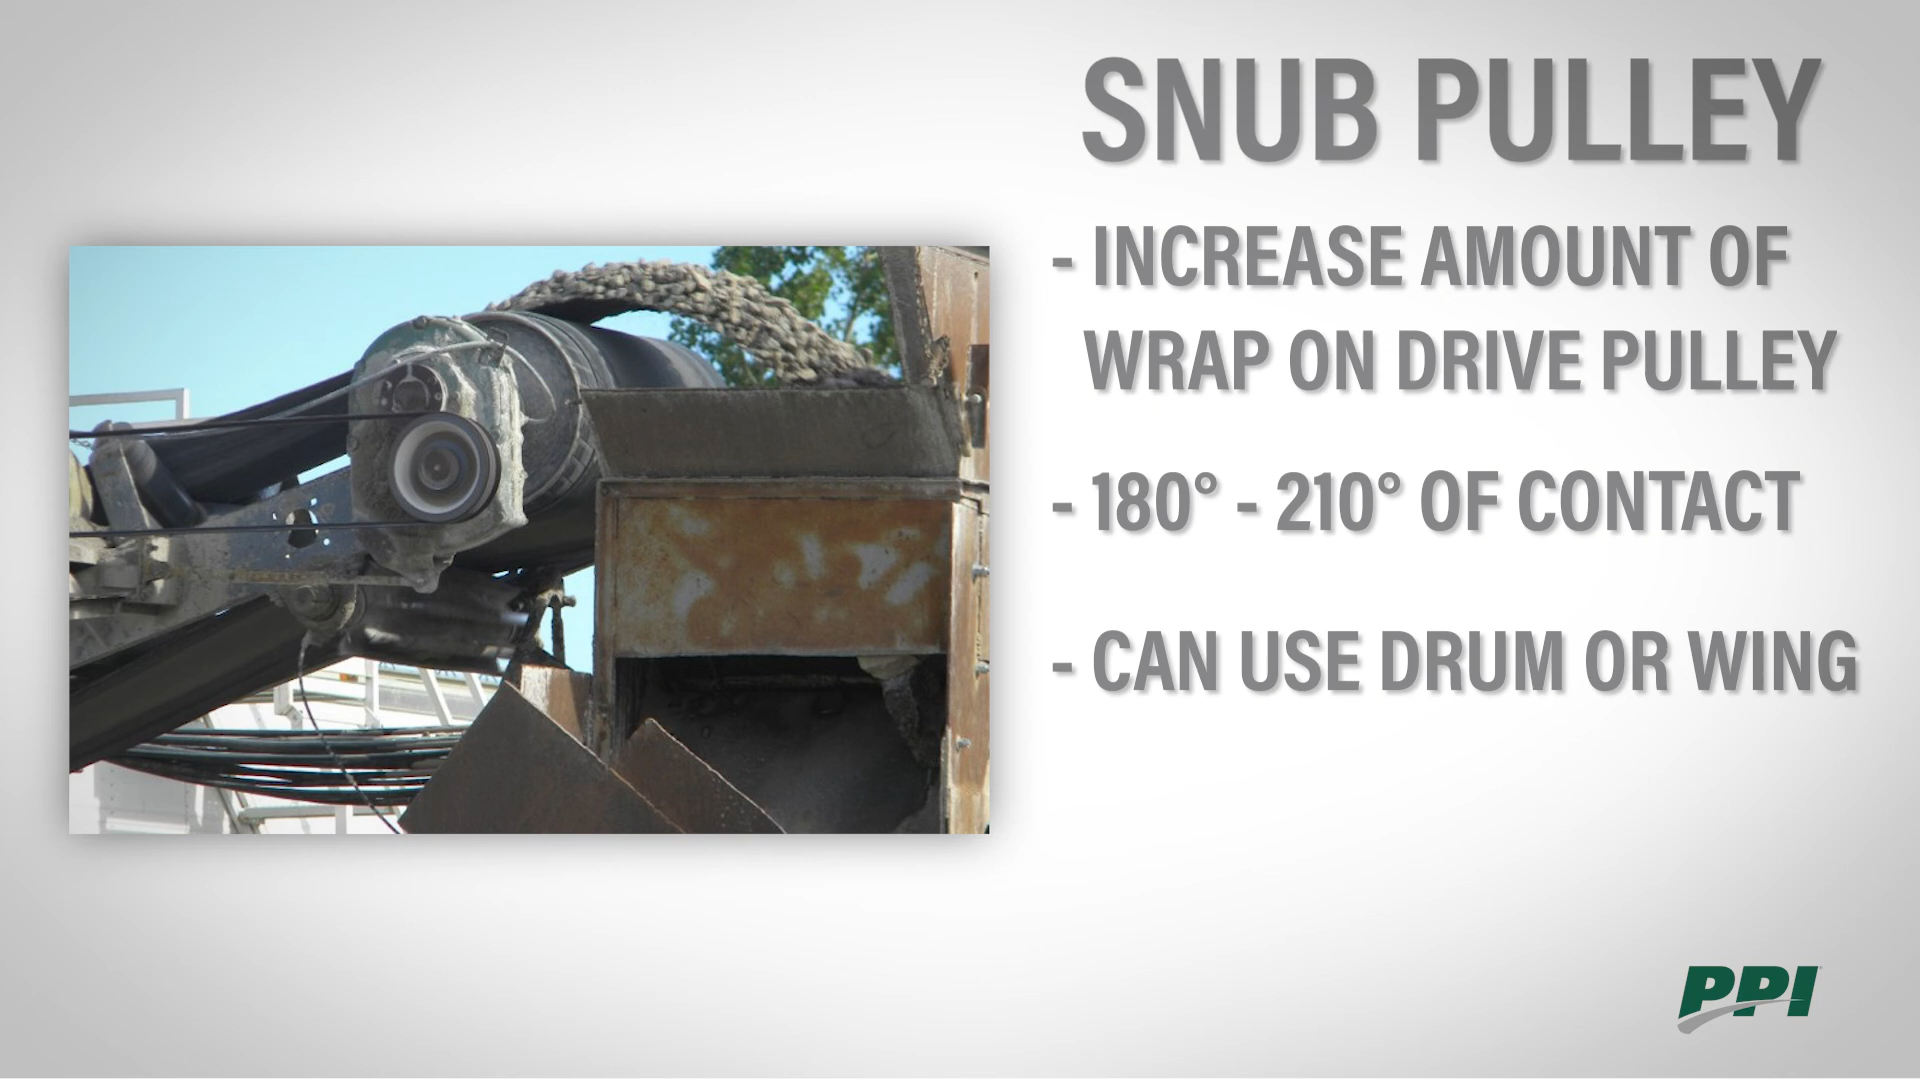 SNUB PULLEY
- INCREASE AMOUNT OF
WRAP ON DRIVE PULLEY
- 180° - 210° OF CONTACT
- CAN USE DRUM OR WING
PPI